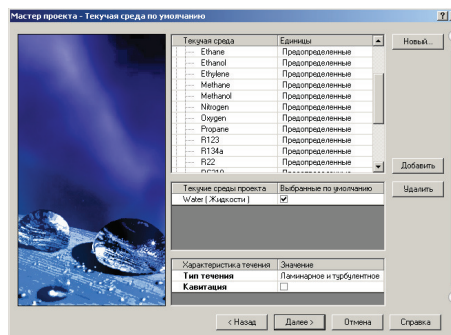 Мастер проекта - Текучая среда по умолчанию
Текучая среда Единицы Новый...
Ethane Предопределенные
Ethanol Предопределенные
Ethylene Предопределенные
Methane Предопределенные
Methanol Предопределенные
Nitrogen Предопределенные
Oxygen Предопределенные
Propane Предопределенные
R123 Предопределенные
R134a Предопределенные
R22 Предопределенные
Добавить
Текучие среды проекта Выбранные по умолчанию Удалить
Water ( Жидкости )
Характеристика течения Значение
Тип течения Ламинарное и турбулентное
Кавитация
< Назад Далее > Отмена Справка